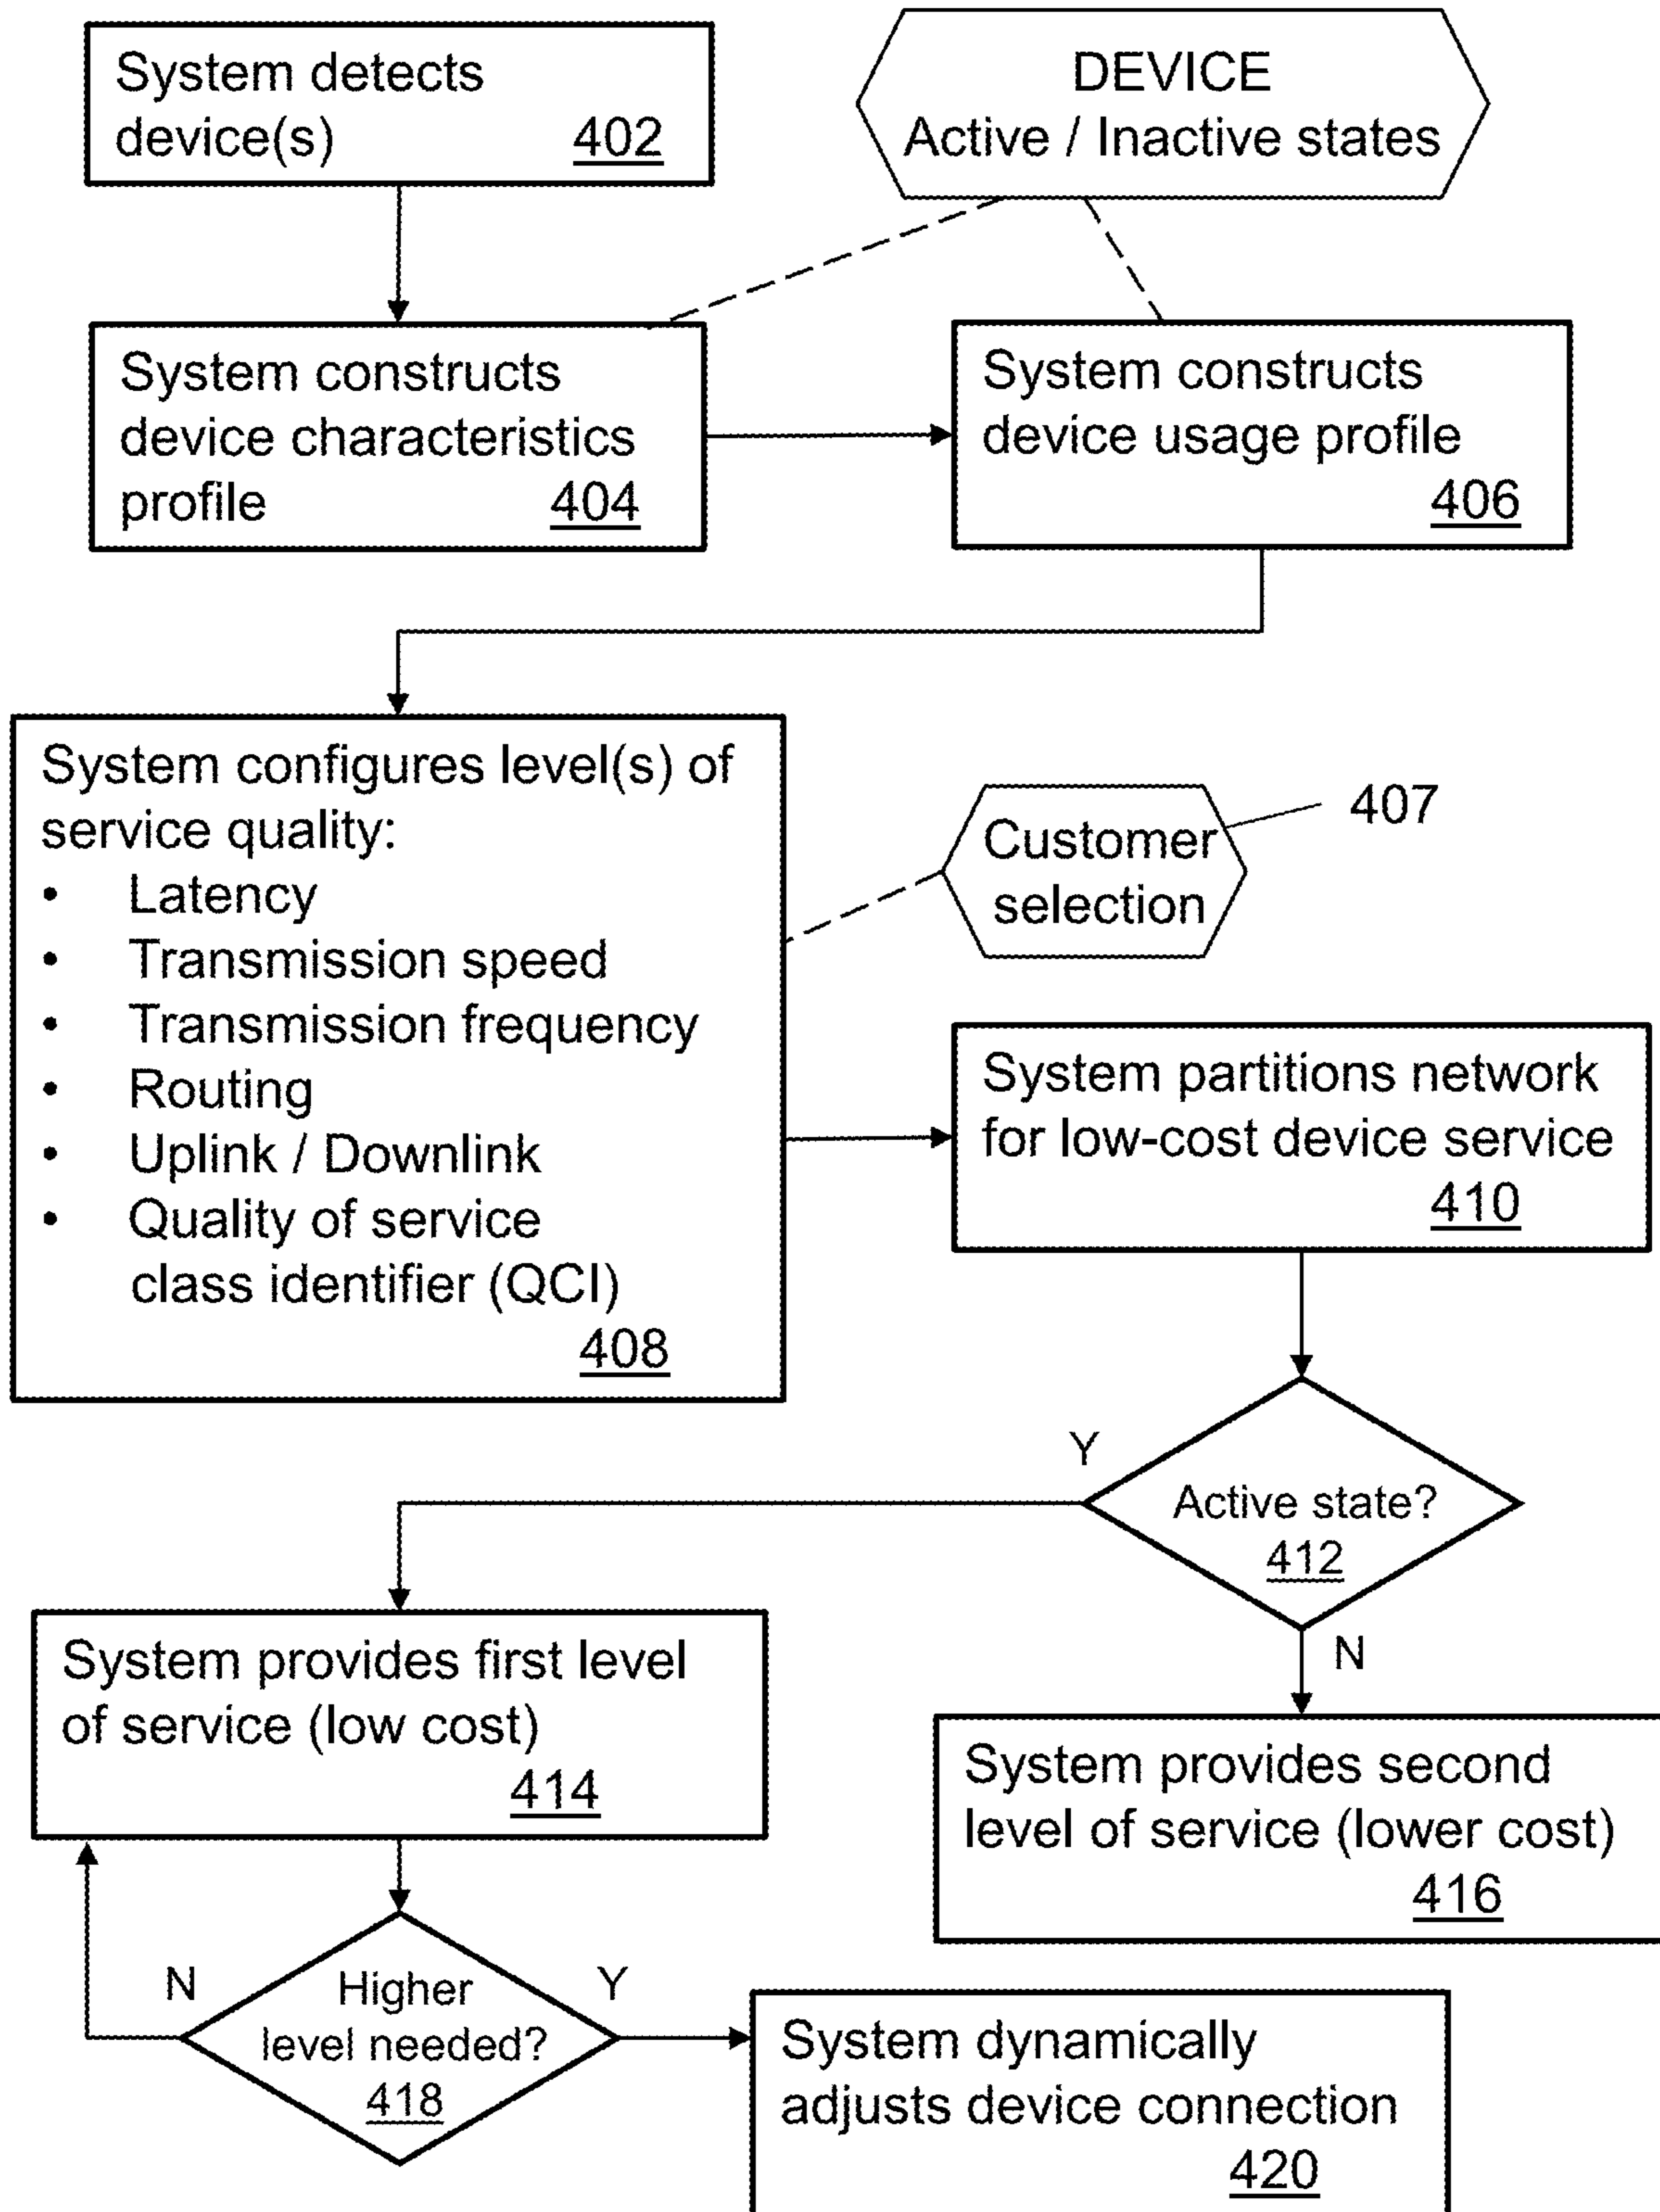 System detects
device(s) 402
DEVICE
Active / Inactive states
System constructs
device characteristics
profile 404
System constructs
device usage profile
406
System configures level(s) of
service quality:
• Latency
• Transmission speed
• Transmission frequency
• Routing
• Uplink / Downlink
• Quality of service
class identifier (QCI)
408
Customer
selection
407
System partitions network
for low-cost device service
410
Active state?
412
Y
N
System provides first level
of service (low cost)
414
System provides second
level of service (lower cost)
416
Higher
level needed?
418
N
Y
System dynamically
adjusts device connection
420